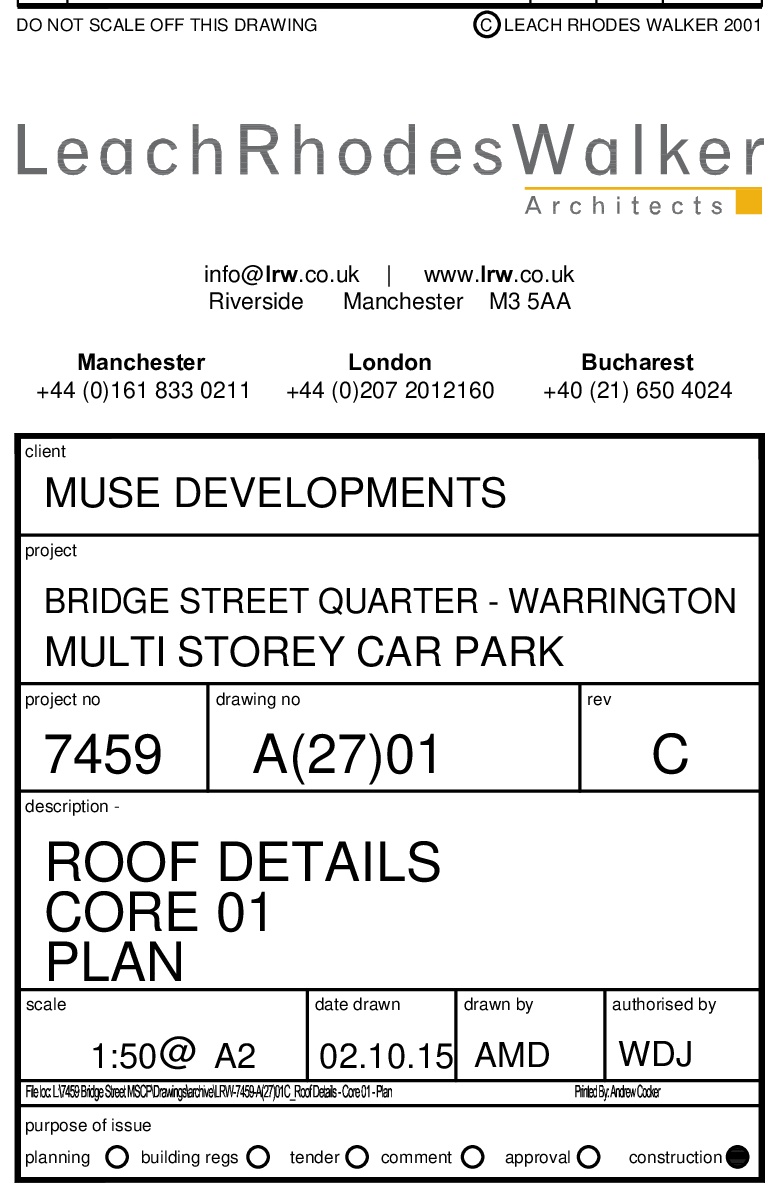 DO NOT SCALE OFF THIS DRAWING © LEACH RHODES WALKER 2001
LeachRhodesWalker
Architects
info@lrw.co.uk | www.lrw.co.uk
Riverside Manchester M3 5AA
Manchester London Bucharest
+44 (0)161 833 0211 +44 (0)207 2012160 +40 (21) 650 4024
client
MUSE DEVELOPMENTS
project
BRIDGE STREET QUARTER - WARRINGTON
MULTI STOREY CAR PARK
project no drawing no rev
7459 A(27)01 C
description -
ROOF DETAILS
CORE 01
PLAN
scale date drawn drawn by authorised by
1:50@ A2 02.10.15 AMD WDJ
File loc: L:\7459 Bridge Street MSCP\Drawings\archive\LRW-7459-A(27)01C_Roof Details - Core 01 - Plan Printed By: Andrew Cocker
purpose of issue
planning building regs tender comment approval construction